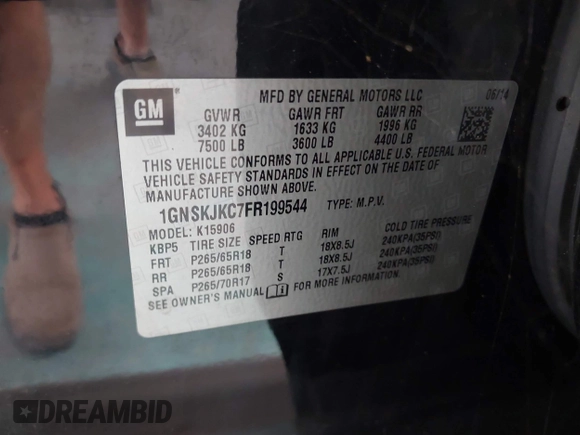 GM
MFD BY GENERAL MOTORS LLC 06/14
GVWR GAWR FRT GAWR RR
3402 KG 1633 KG 1996 KG
7500 LB 3600 LB 4400 LB
THIS VEHICLE CONFORMS TO ALL APPLICABLE U.S. FEDERAL MOTOR
VEHICLE SAFETY STANDARDS IN EFFECT ON THE DATE OF
MANUFACTURE SHOWN ABOVE.
1GNSKJKC7FR199544 TYPE: M.P.V.
MODEL: K15906
KBP5 TIRE SIZE SPEED RTG RIM COLD TIRE PRESSURE
FRT P265/65R18 T 18X8.5J 240KPA(35PSI)
RR P265/65R18 T 18X8.5J 240KPA(35PSI)
SPA P265/70R17 S 17X7.5J 240KPA(35PSI)
SEE OWNER'S MANUAL FOR MORE INFORMATION.
DREAMBID